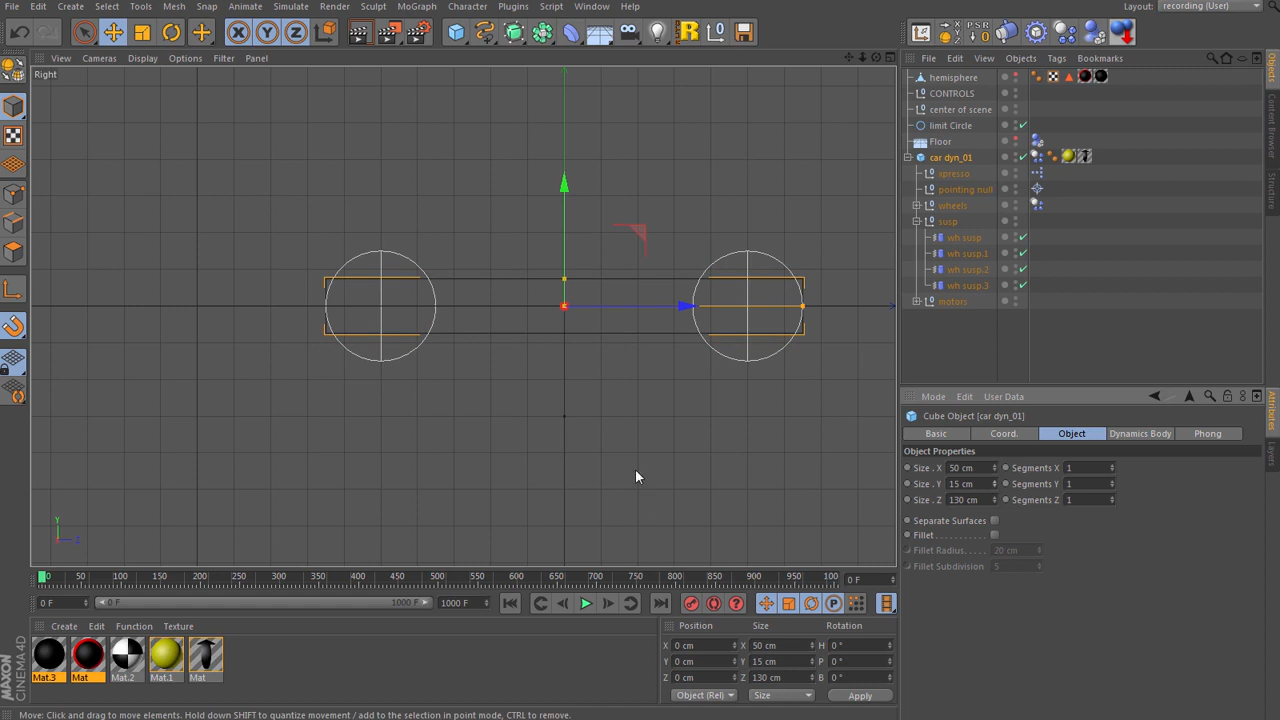 File Edit Create Select Tools Mesh Snap Animate Simulate Render Sculpt MoGraph Character Plugins Script Window Help Layout: recording (User)
View Cameras Display Options Filter Panel
Right
Y
Z
File Edit View Objects Tags Bookmarks
hemisphere
CONTROLS
center of scene
limit Circle
Floor
car dyn_01
xpresso
pointing null
wheels
susp
wh susp
wh susp.1
wh susp.2
wh susp.3
motors
Objects
Content Browser
Structure
Attributes
Layers
Mode Edit User Data
Cube Object [car dyn_01]
Basic Coord. Object Dynamics Body Phong
Object Properties
Size . X 50 cm Segments X 1
Size . Y 15 cm Segments Y 1
Size . Z 130 cm Segments Z 1
Separate Surfaces
Fillet . . . . . . . . . .
Fillet Radius. . . . . 20 cm
Fillet Subdivision 5
0 50 100 150 200 250 300 350 400 450 500 550 600 650 700 750 800 850 900 950 100 0 F
0 F 0 F 1000 F 1000 F
Create Edit Function Texture
Mat.3 Mat Mat.2 Mat.1 Mat
Position Size Rotation
X 0 cm X 50 cm H 0 °
Y 0 cm Y 15 cm P 0 °
Z 0 cm Z 130 cm B 0 °
Object (Rel) Size Apply
MAXON CINEMA4D
Move: Click and drag to move elements. Hold down SHIFT to quantize movement / add to the selection in point mode, CTRL to remove.